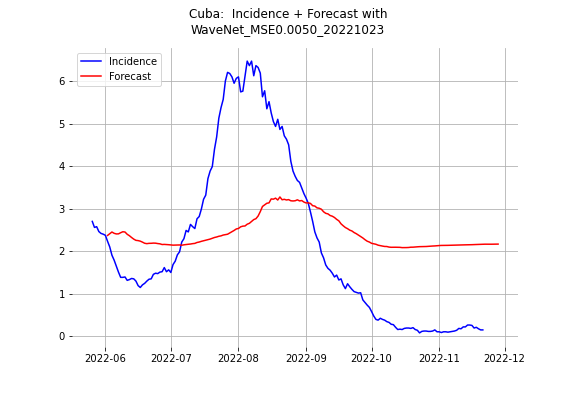 Cuba:  Incidence + Forecast with
WaveNet_MSE0.0050_20221023
Incidence
Forecast
6
5
4
3
2
1
0
2022-06 2022-07 2022-08 2022-09 2022-10 2022-11 2022-12